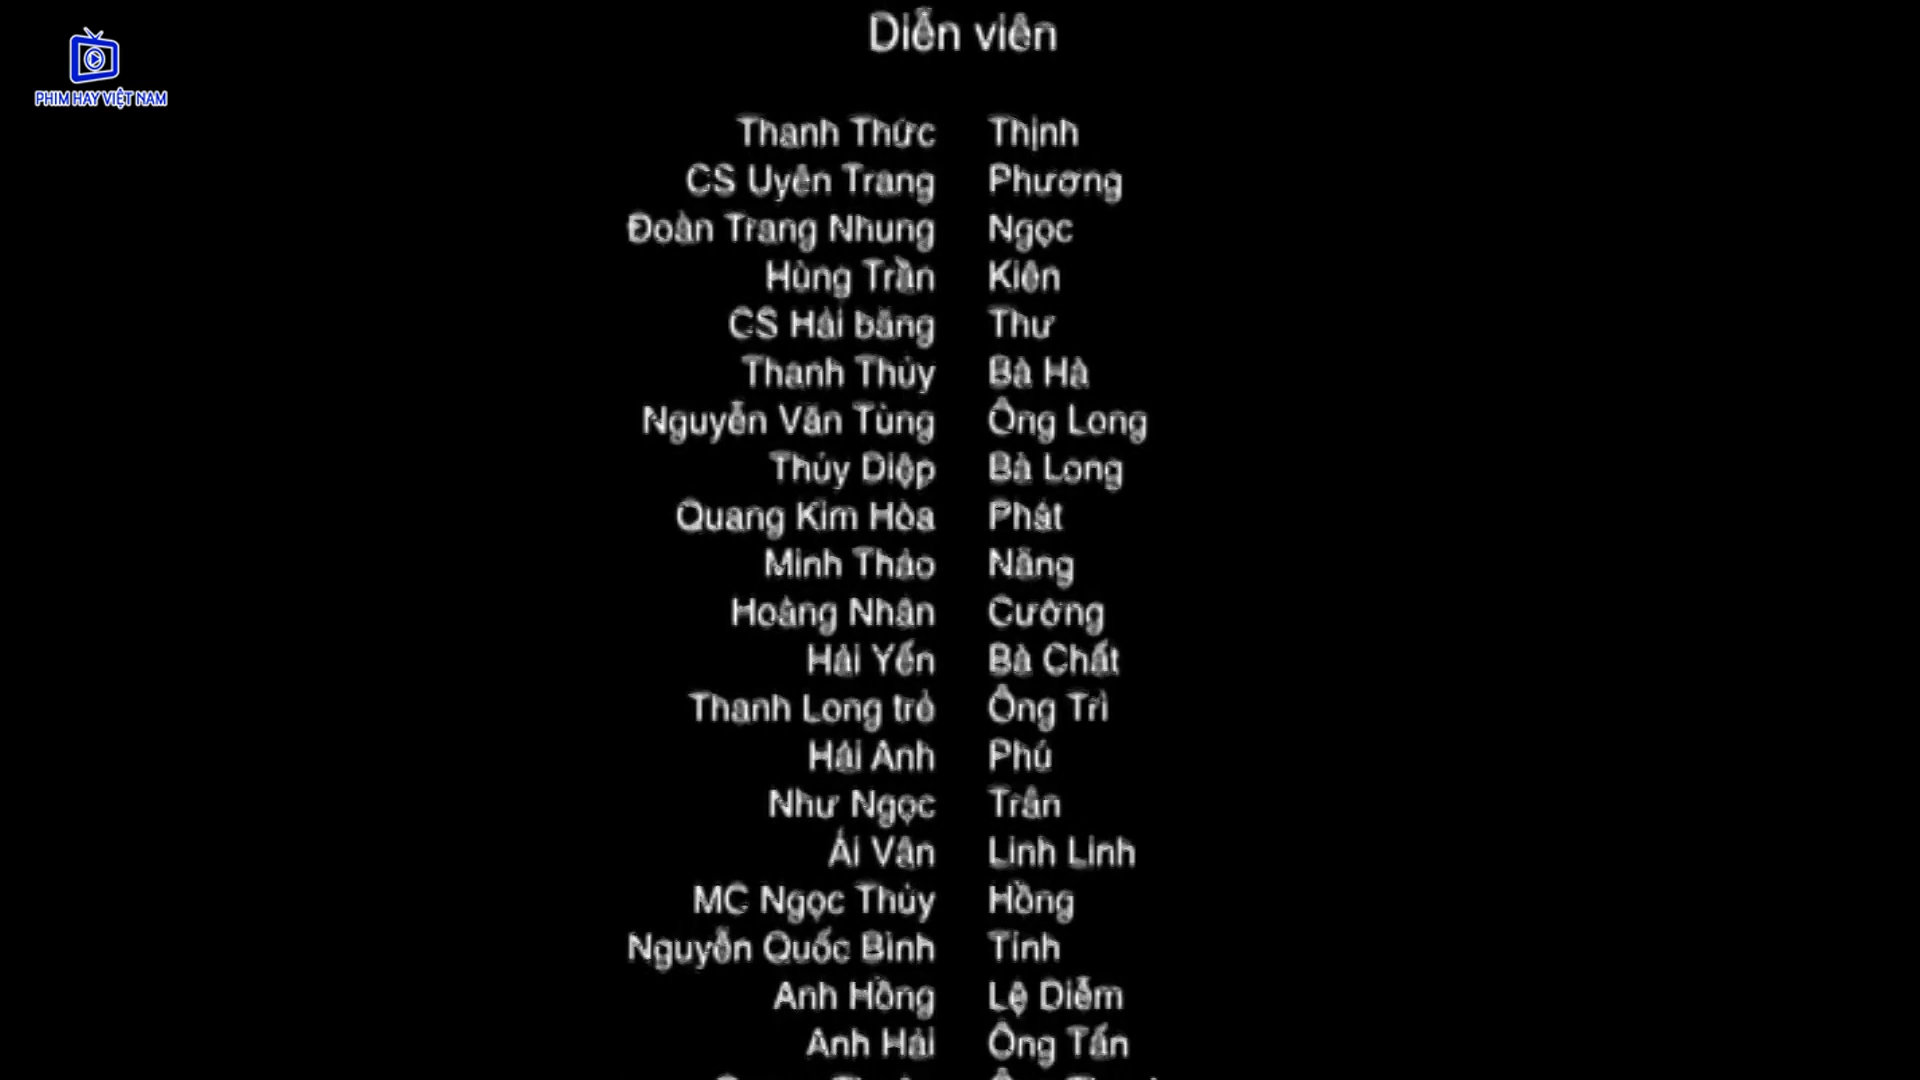 Diễn viên
PHIM HAY VIỆT NAM
Thanh Thức Thịnh
CS Uyên Trang Phương
Đoàn Trang Nhung Ngọc
Hùng Trần Kiên
CS Hải băng Thư
Thanh Thủy Bà Hà
Nguyễn Văn Tùng Ông Long
Thúy Diệp Bà Long
Quang Kim Hòa Phát
Minh Thảo Năng
Hoàng Nhân Cường
Hải Yến Bà Chất
Thanh Long trẻ Ông Trì
Hải Anh Phú
Như Ngọc Trân
Ái Vân Linh Linh
MC Ngọc Thủy Hồng
Nguyễn Quốc Bình Tính
Anh Hồng Lệ Diễm
Anh Hải Ông Tấn